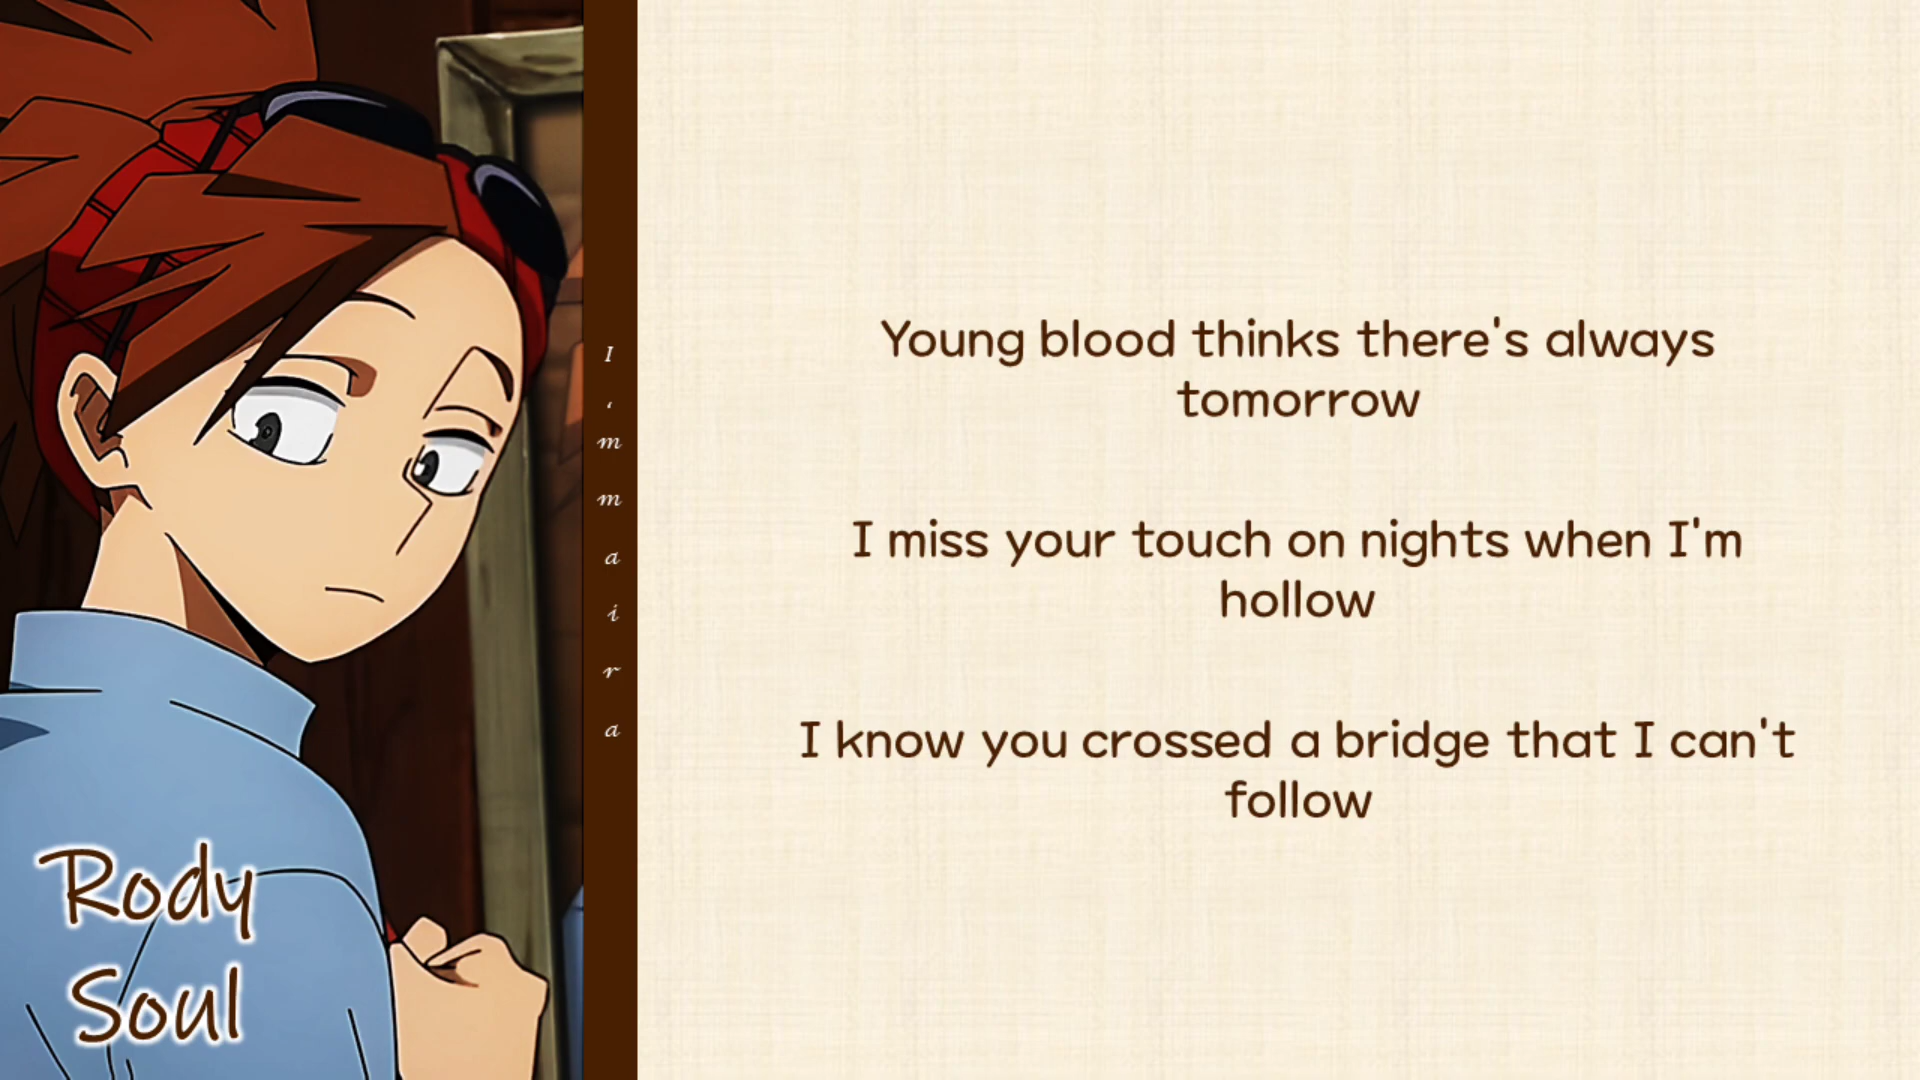 Young blood thinks there's always
tomorrow
I miss your touch on nights when I'm
hollow
I know you crossed a bridge that I can't
follow
I'm maira
Rody
Soul